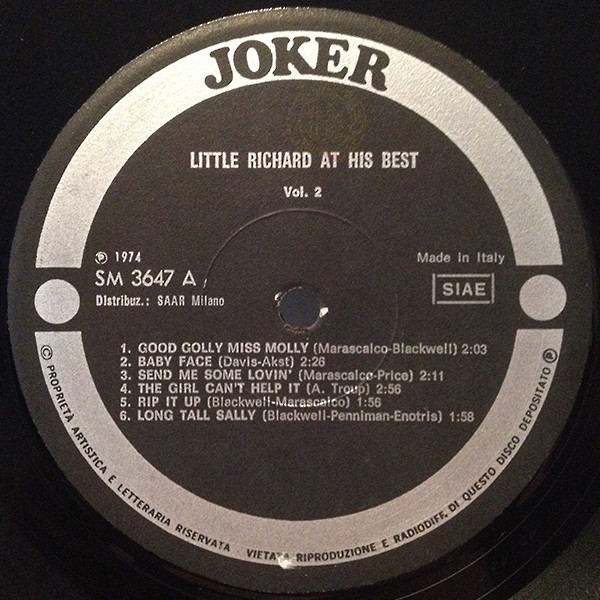 JOKER
LITTLE RICHARD AT HIS BEST
Vol. 2
Ⓟ 1974
SM 3647 A
Distribuz.: SAAR Milano
Made in Italy
SIAE
1. GOOD GOLLY MISS MOLLY (Marascalco-Blackwell) 2:03
2. BABY FACE (Davis-Akst) 2:26
3. SEND ME SOME LOVIN' (Marascalco-Price) 2:11
4. THE GIRL CAN'T HELP IT (A. Troup) 2:56
5. RIP IT UP (Blackwell-Marascalco) 1:56
6. LONG TALL SALLY (Blackwell-Penniman-Enotris) 1:58
© PROPRIETÀ ARTISTICA E LETTERARIA RISERVATA - VIETATA RIPRODUZIONE E RADIODIFF. DI QUESTO DISCO DEPOSITATO Ⓟ